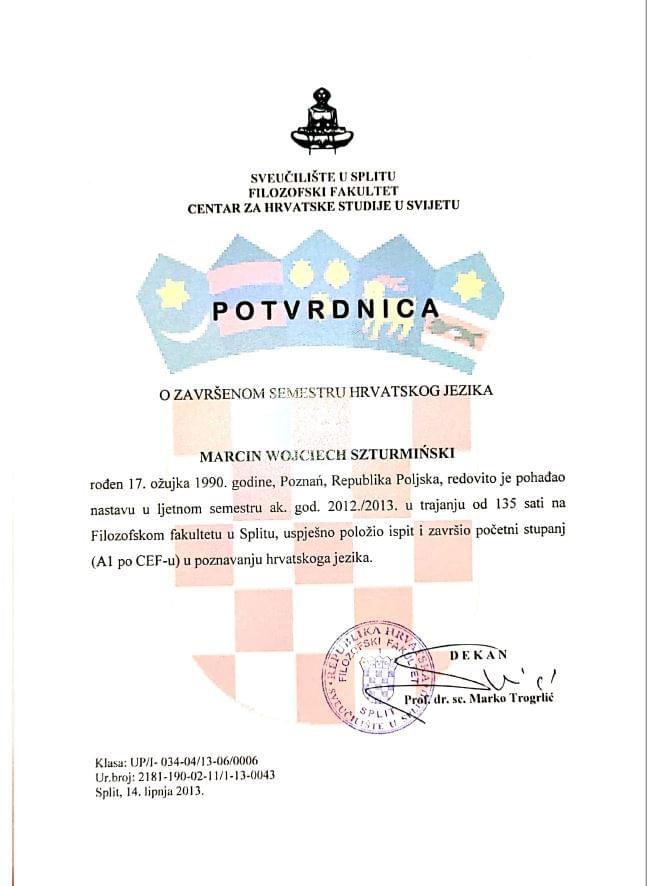 SVEUČILIŠTE U SPLITU
FILOZOFSKI FAKULTET
CENTAR ZA HRVATSKE STUDIJE U SVIJETU
POTVRDNICA
O ZAVRŠENOM SEMESTRU HRVATSKOG JEZIKA
MARCIN WOJCIECH SZTURMIŃSKI
rođen 17. ožujka 1990. godine, Poznań, Republika Poljska, redovito je pohađao
nastavu u ljetnom semestru ak. god. 2012./2013. u trajanju od 135 sati na
Filozofskom fakultetu u Splitu, uspješno položio ispit i završio početni stupanj
(A1 po CEF-u) u poznavanju hrvatskoga jezika.
REPUBLIKA HRVATSKA
FILOZOFSKI FAKULTET
SPLIT
SVEUČILIŠTE U SPLITU
DEKAN
Prof. dr. sc. Marko Trogrlić
Klasa: UP/I- 034-04/13-06/0006
Ur.broj: 2181-190-02-11/1-13-0043
Split, 14. lipnja 2013.